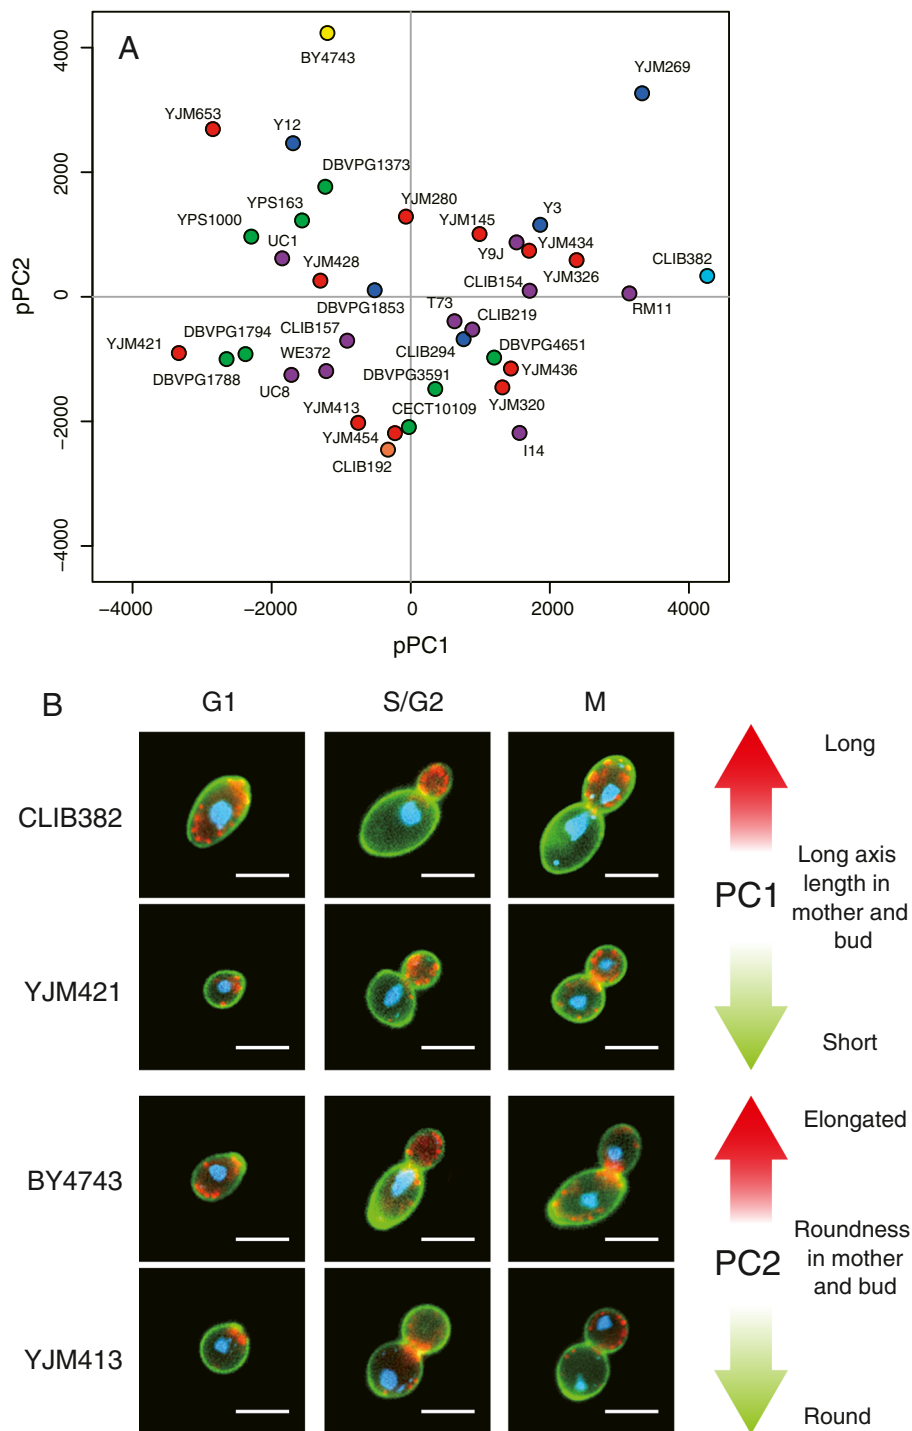 A
BY4743
YJM269
YJM653
Y12
DBVPG1373
YPS163
YJM280
YPS1000
YJM145
Y3
UC1
Y9J
YJM434
YJM428
CLIB154
YJM326
CLIB382
DBVPG1853
T73
RM11
CLIB157
CLIB219
YJM421
DBVPG1794
WE372
CLIB294
DBVPG4651
DBVPG1788
DBVPG3591
YJM436
UC8
YJM413
CECT10109
YJM320
YJM454
CLIB192
I14
pPC2
4000
2000
0
−2000
−4000
−4000
−2000
0
2000
4000
pPC1
B
G1
S/G2
M
CLIB382
YJM421
BY4743
YJM413
Long
PC1
Long axis
length in
mother and
bud
Short
Elongated
PC2
Roundness
in mother
and bud
Round